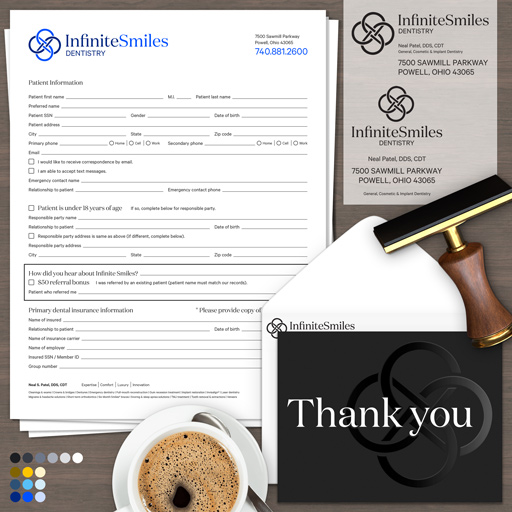 InfiniteSmiles
DENTISTRY
7500 Sawmill Parkway
Powell, Ohio 43065
740.881.2600
Patient Information
Patient first name M.I. Patient last name
Preferred name
Patient SSN Gender Date of birth
Patient address
City State Zip code
Primary phone Home Cell Work Secondary phone Home Cell Work
Email
I would like to receive correspondence by email.
I am able to accept text messages.
Emergency contact name
Relationship to patient Emergency contact phone
Patient is under 18 years of age If so, complete below for responsible party.
Responsible party name
Relationship to patient Date of birth
Responsible party address is same as above (if different, complete below).
Responsible party address
City State Zip code
How did you hear about Infinite Smiles?
$50 referral bonus I was referred by an existing patient (patient name must match our records):
Patient who referred me
Primary dental insurance information * Please provide copy of
Name of insured
Relationship to patient Date of birth
Name of insurance carrier
Name of employer
Insured SSN / Member ID
Group number
Neal S. Patel, DDS, CDT Expertise | Comfort | Luxury | Innovation
InfiniteSmiles
DENTISTRY
Neal Patel, DDS, CDT
General, Cosmetic & Implant Dentistry
7500 SAWMILL PARKWAY
POWELL, OHIO 43065
InfiniteSmiles
DENTISTRY
Neal Patel, DDS, CDT
7500 SAWMILL PARKWAY
POWELL, OHIO 43065
General, Cosmetic & Implant Dentistry
InfiniteSmiles
Thank you